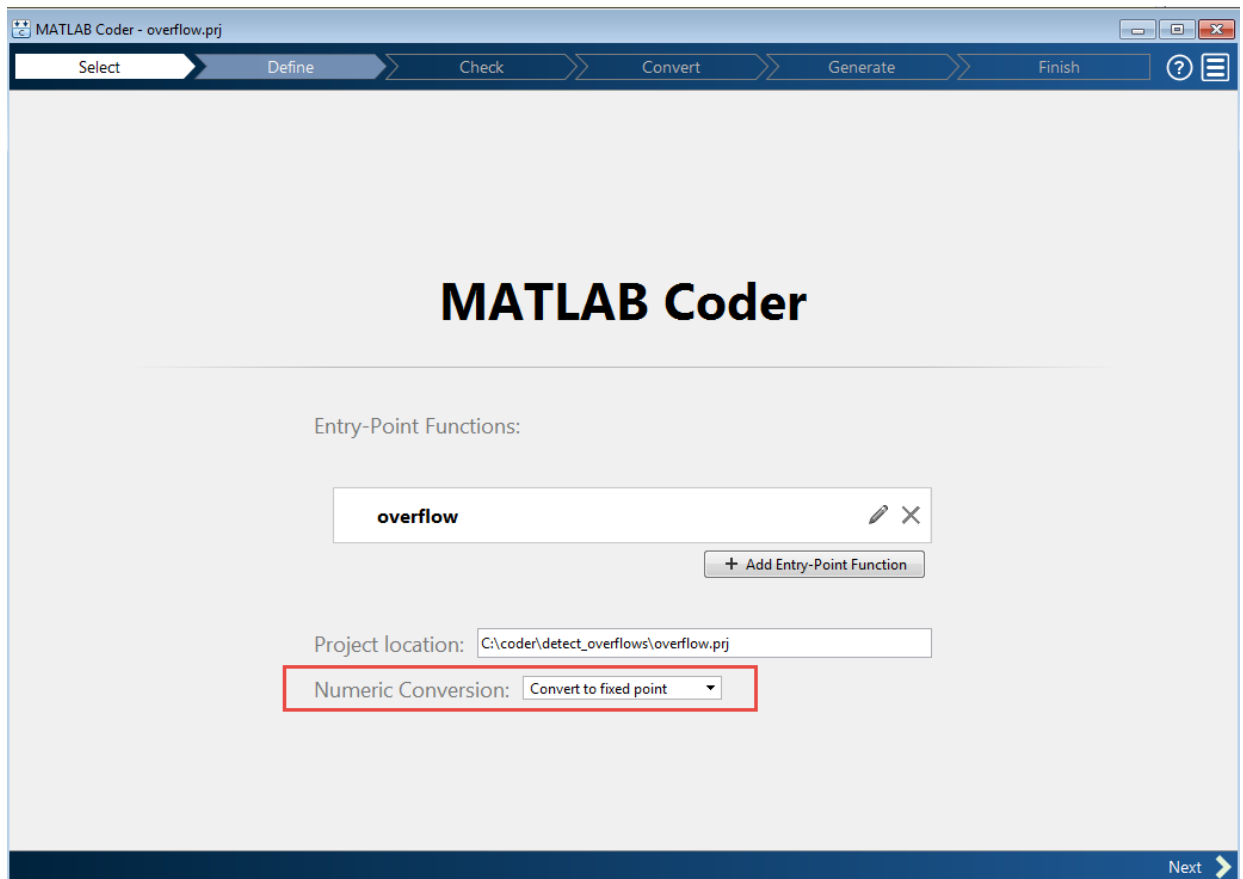 MATLAB Coder - overflow.prj
Select Define Check Convert Generate Finish ?
MATLAB Coder
Entry-Point Functions:
overflow
+ Add Entry-Point Function
Project location: C:\coder\detect_overflows\overflow.prj
Numeric Conversion: Convert to fixed point
Next